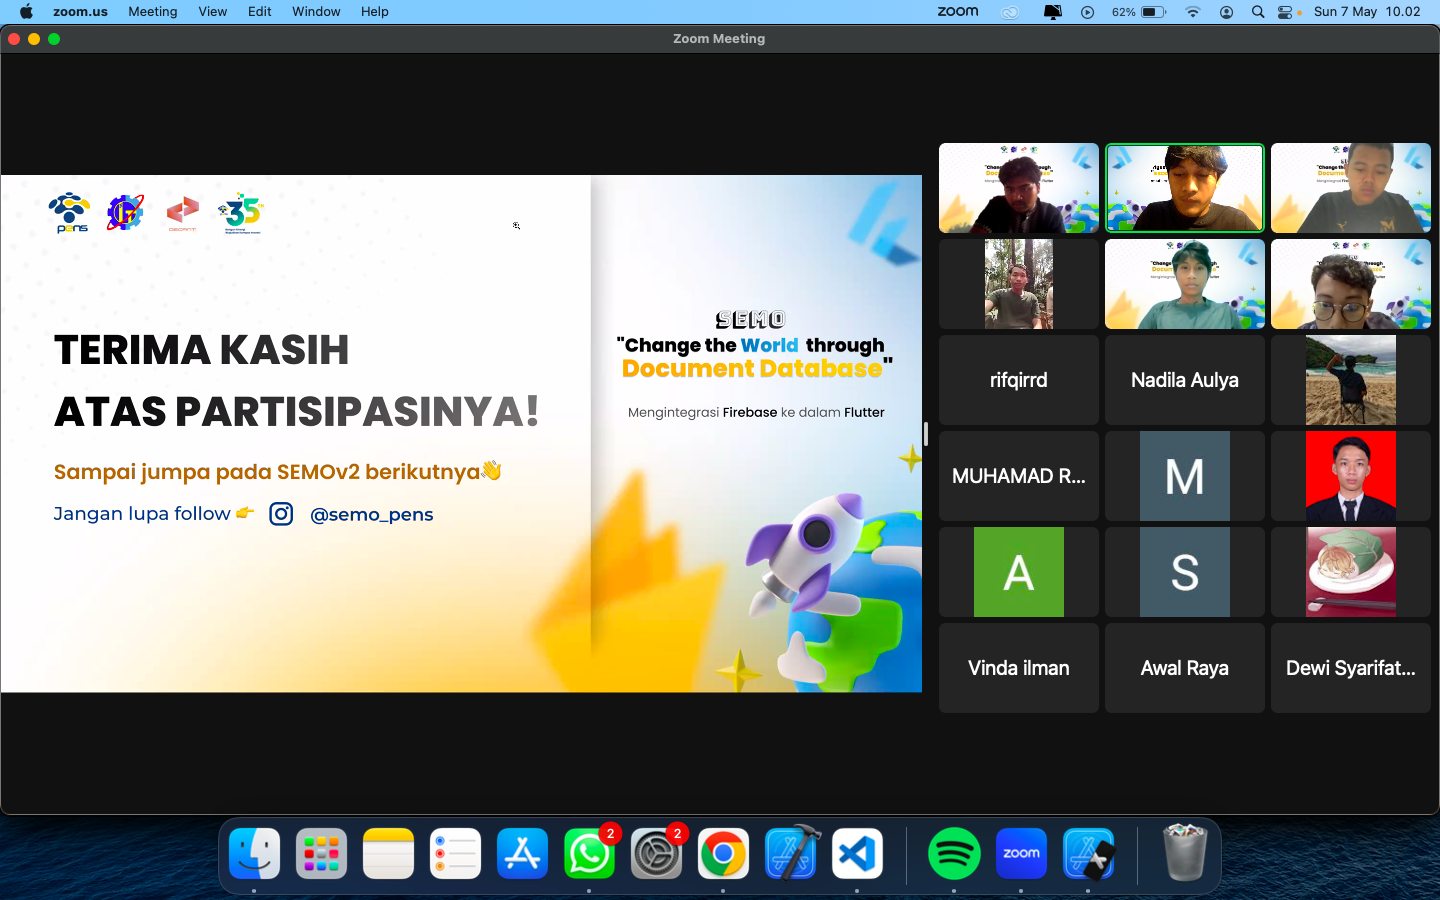 zoom.us Meeting View Edit Window Help
zoom 62% Sun 7 May 10.02
Zoom Meeting
pens
35
TERIMA KASIH
ATAS PARTISIPASINYA!
Sampai jumpa pada SEMOv2 berikutnya👋
Jangan lupa follow 👉 @semo_pens
SEMO
"Change the World through
Document Database"
Mengintegrasi Firebase ke dalam Flutter
rifqirrd
Nadila Aulya
MUHAMAD R...
M
A
S
Vinda ilman
Awal Raya
Dewi Syarifat...
2
2
zoom